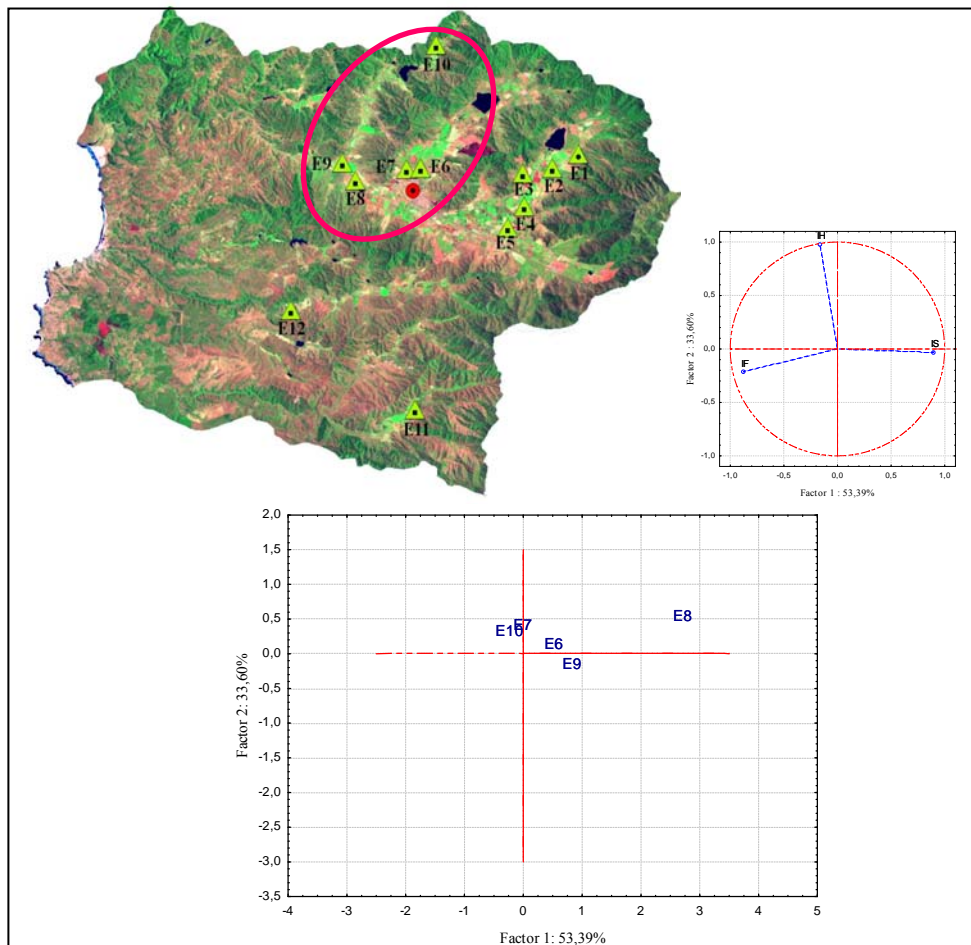 E10
E9
E7
E6
E8
E3
E2
E1
E4
E5
E12
E11
IH
IS
IF
1,0
0,5
0,0
-0,5
-1,0
-1,0 -0,5 0,0 0,5 1,0
Factor 2 : 33,60%
Factor 1 : 53,39%
2,0
1,5
1,0
0,5
0,0
-0,5
-1,0
-1,5
-2,0
-2,5
-3,0
-3,5
E7
E10
E6
E9
E8
-4 -3 -2 -1 0 1 2 3 4 5
Factor 2: 33,60%
Factor 1: 53,39%